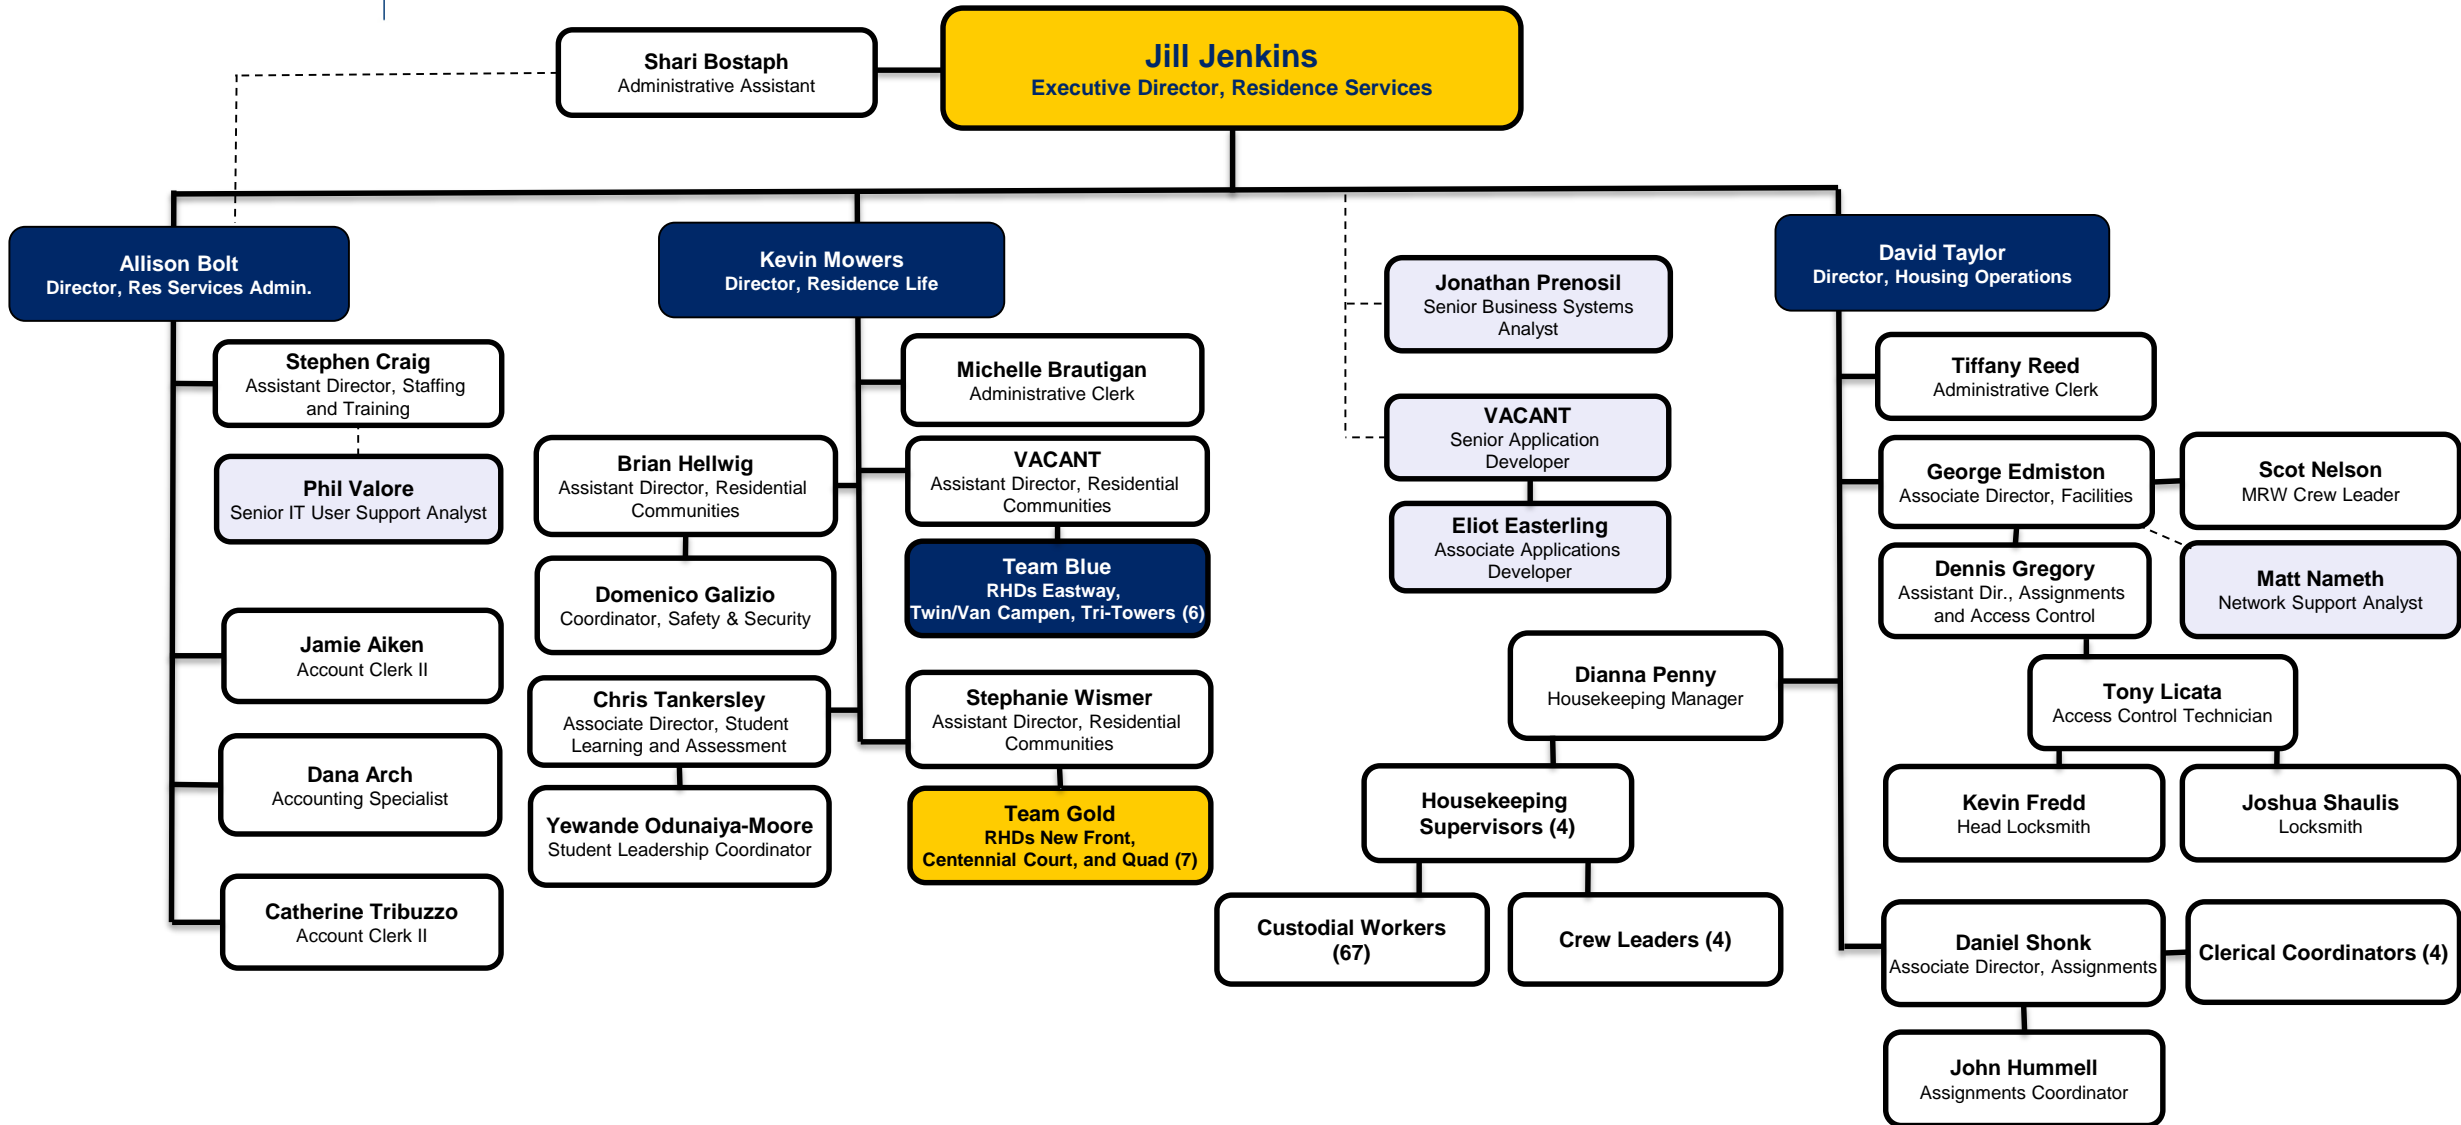 Jill Jenkins
Executive Director, Residence Services
Shari Bostaph
Administrative Assistant
Allison Bolt
Director, Res Services Admin.
Stephen Craig
Assistant Director, Staffing
and Training
Phil Valore
Senior IT User Support Analyst
Jamie Aiken
Account Clerk II
Dana Arch
Accounting Specialist
Catherine Tribuzzo
Account Clerk II
Kevin Mowers
Director, Residence Life
Michelle Brautigan
Administrative Clerk
Brian Hellwig
Assistant Director, Residential
Communities
Domenico Galizio
Coordinator, Safety & Security
VACANT
Assistant Director, Residential
Communities
Team Blue
RHDs Eastway,
Twin/Van Campen, Tri-Towers (6)
Chris Tankersley
Associate Director, Student
Learning and Assessment
Yewande Odunaiya-Moore
Student Leadership Coordinator
Stephanie Wismer
Assistant Director, Residential
Communities
Team Gold
RHDs New Front,
Centennial Court, and Quad (7)
Jonathan Prenosil
Senior Business Systems
Analyst
VACANT
Senior Application
Developer
Eliot Easterling
Associate Applications
Developer
David Taylor
Director, Housing Operations
Tiffany Reed
Administrative Clerk
George Edmiston
Associate Director, Facilities
Scot Nelson
MRW Crew Leader
Dennis Gregory
Assistant Dir., Assignments
and Access Control
Matt Nameth
Network Support Analyst
Tony Licata
Access Control Technician
Kevin Fredd
Head Locksmith
Joshua Shaulis
Locksmith
Dianna Penny
Housekeeping Manager
Housekeeping
Supervisors (4)
Custodial Workers
(67)
Crew Leaders (4)
Daniel Shonk
Associate Director, Assignments
Clerical Coordinators (4)
John Hummell
Assignments Coordinator